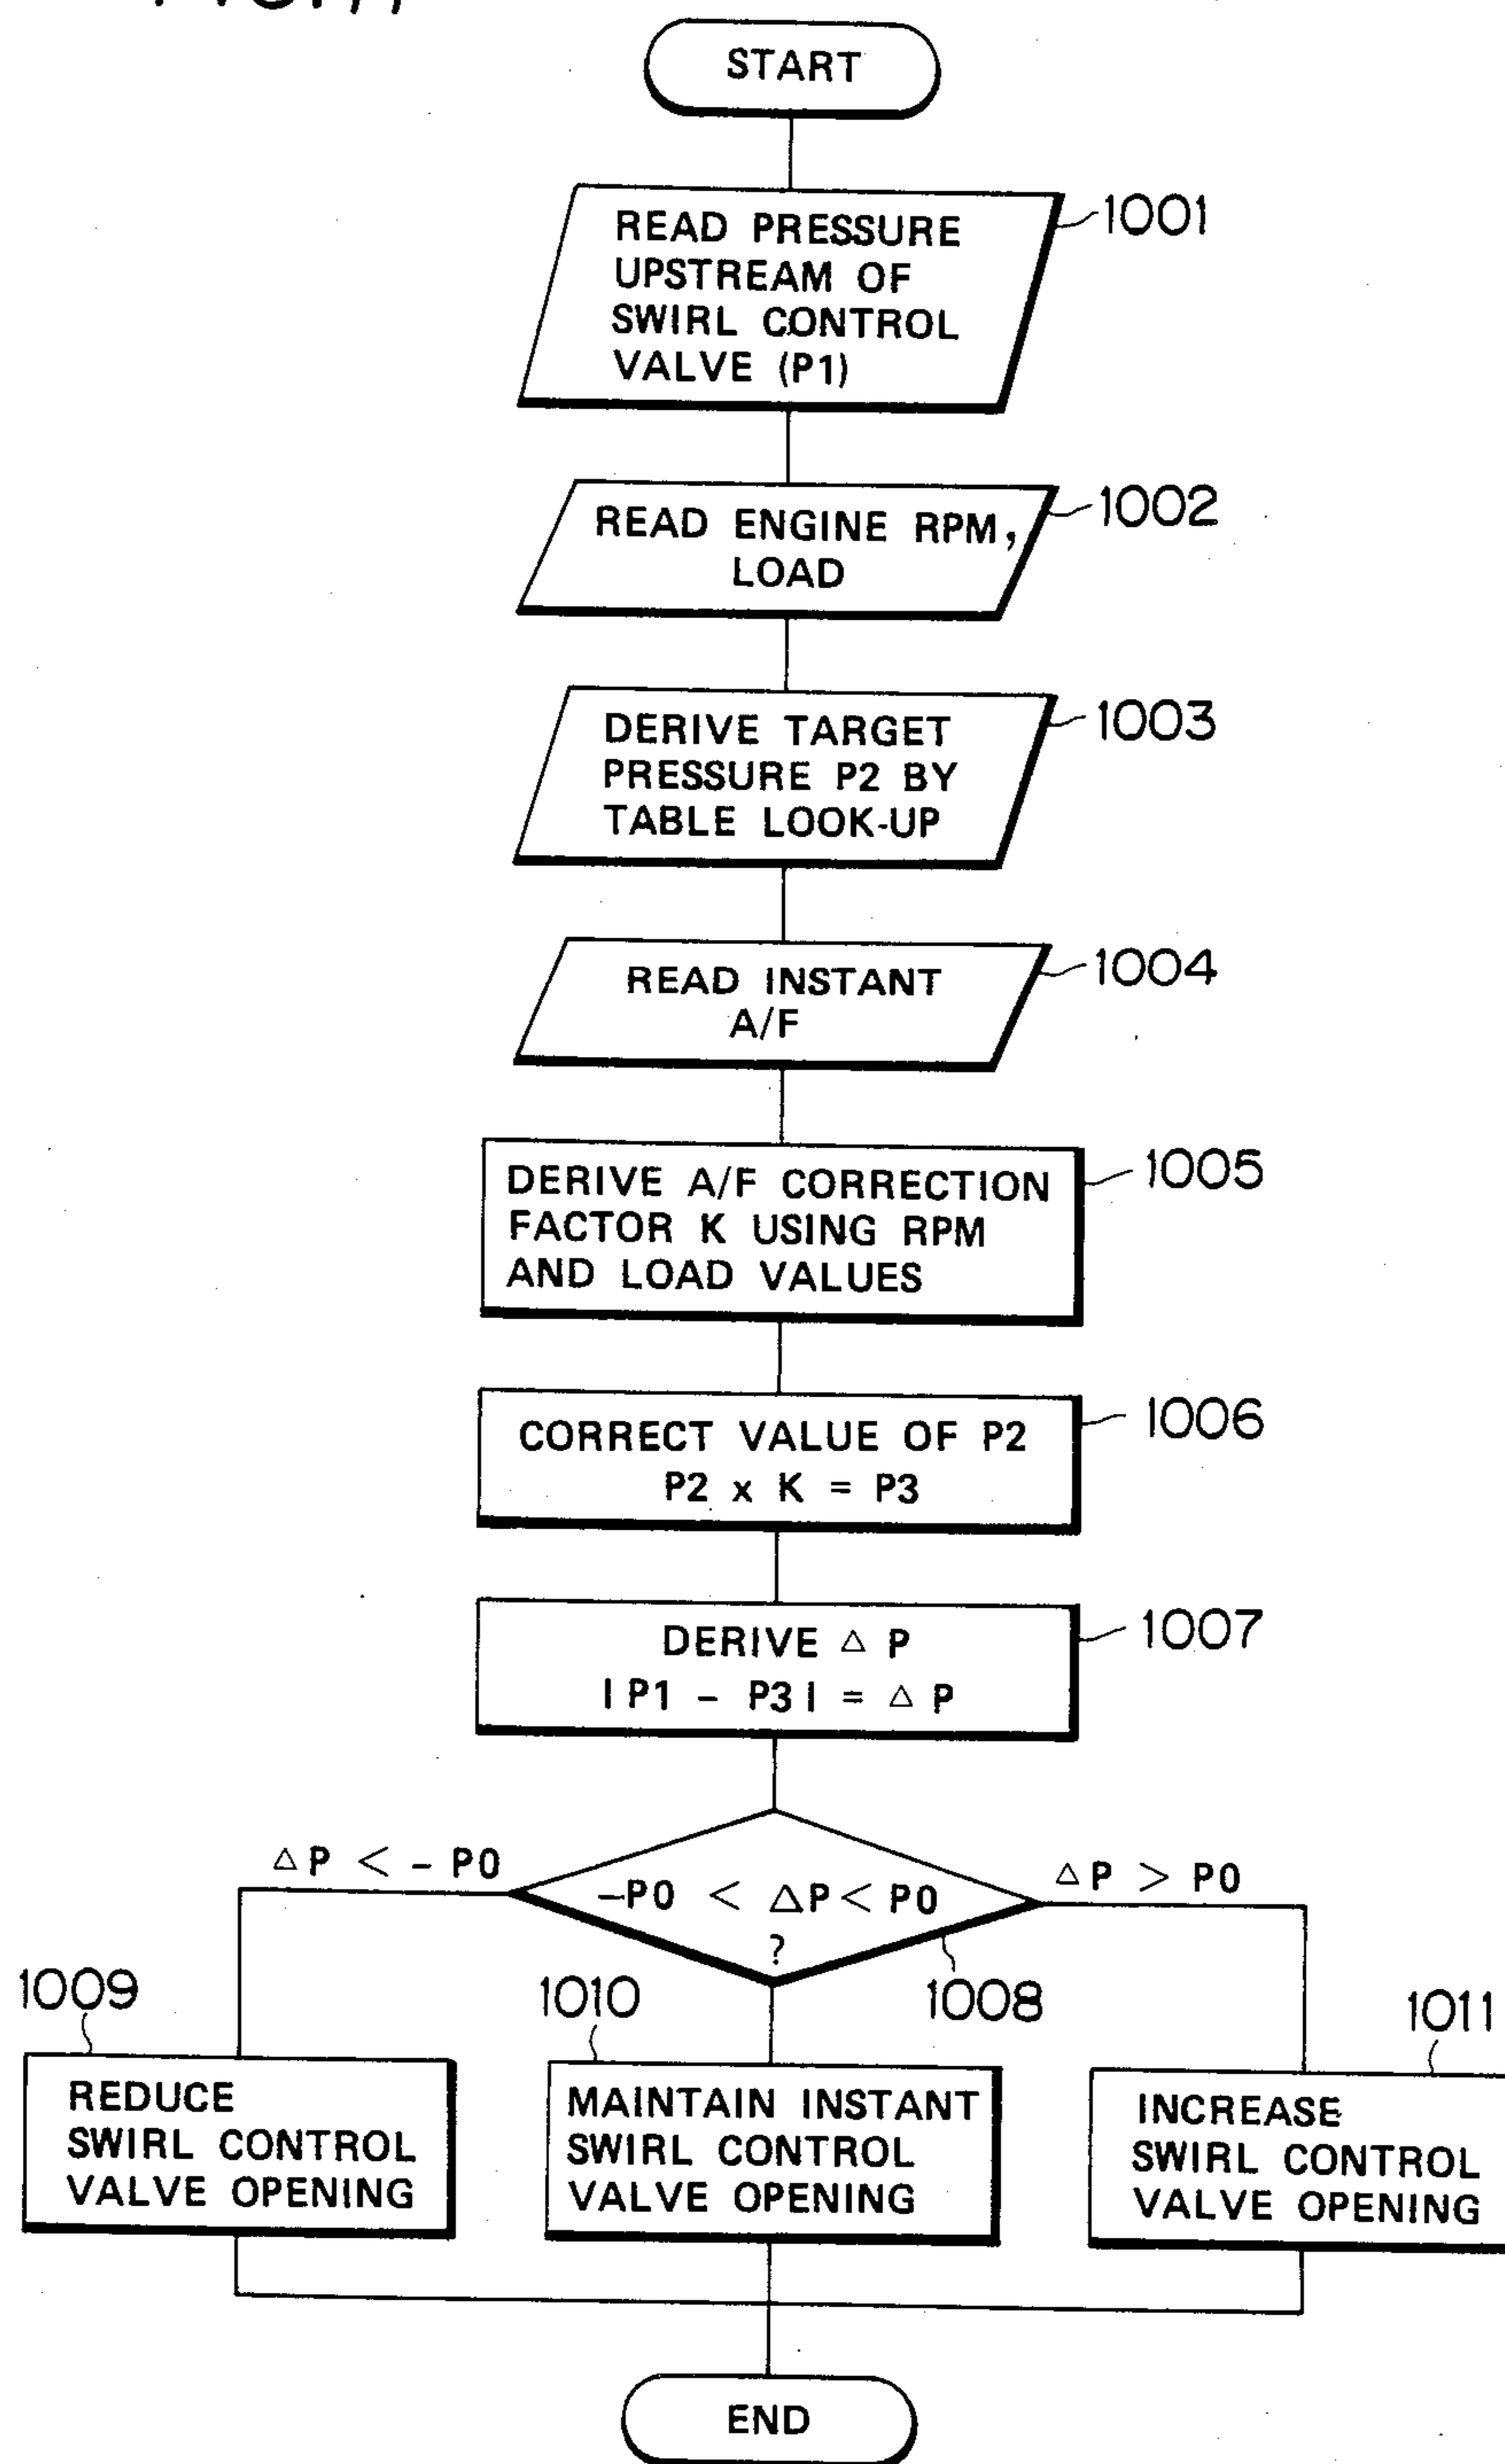 START
READ PRESSURE
UPSTREAM OF
SWIRL CONTROL
VALVE (P1)
1001
READ ENGINE RPM,
LOAD
1002
DERIVE TARGET
PRESSURE P2 BY
TABLE LOOK-UP
1003
READ INSTANT
A/F
1004
DERIVE A/F CORRECTION
FACTOR K USING RPM
AND LOAD VALUES
1005
CORRECT VALUE OF P2
P2 x K = P3
1006
DERIVE △ P
| P1 - P3 | = △ P
1007
△ P < - P0
-P0 < △P < P0
?
△ P > P0
1008
1009
REDUCE
SWIRL CONTROL
VALVE OPENING
1010
MAINTAIN INSTANT
SWIRL CONTROL
VALVE OPENING
1011
INCREASE
SWIRL CONTROL
VALVE OPENING
END